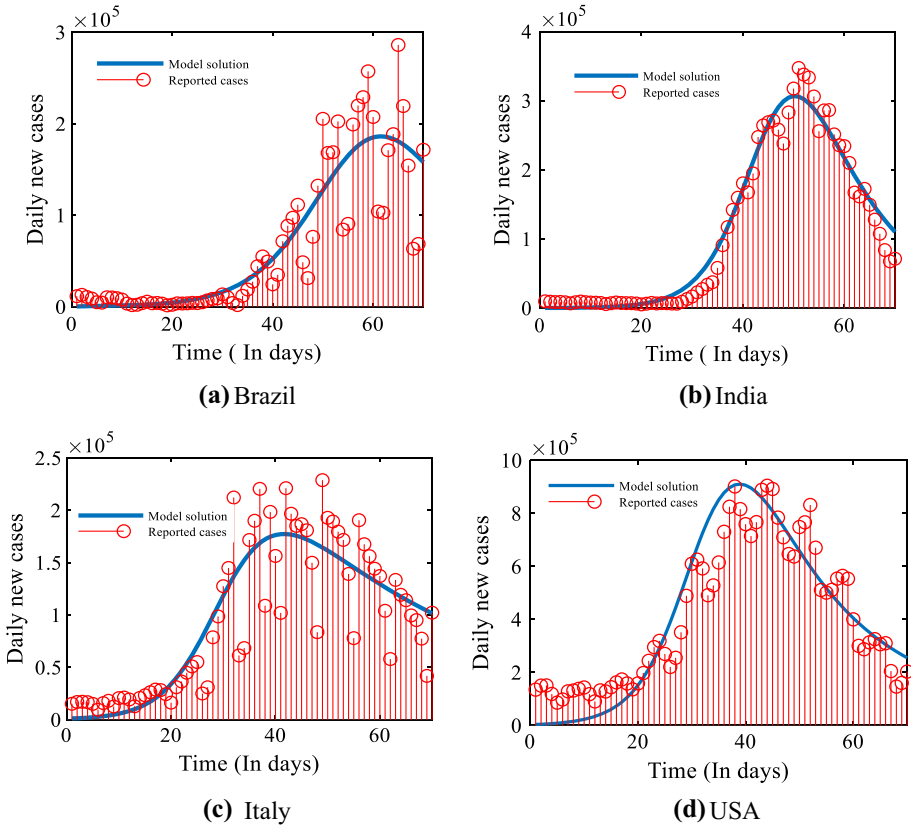 ×10^5
3
2
1
0
0
20
40
60
Daily new cases
Model solution
Reported cases
Time ( In days)
(a) Brazil
×10^5
4
3
2
1
0
0
20
40
60
Daily new cases
Model solution
Reported cases
Time ( In days)
(b) India
×10^5
2.5
2
1.5
1
0.5
0
0
20
40
60
Daily new cases
Model solution
Reported cases
Time (In days)
(c) Italy
×10^5
10
8
6
4
2
0
0
20
40
60
Daily new cases
Model solution
Reported cases
Time (In days)
(d) USA